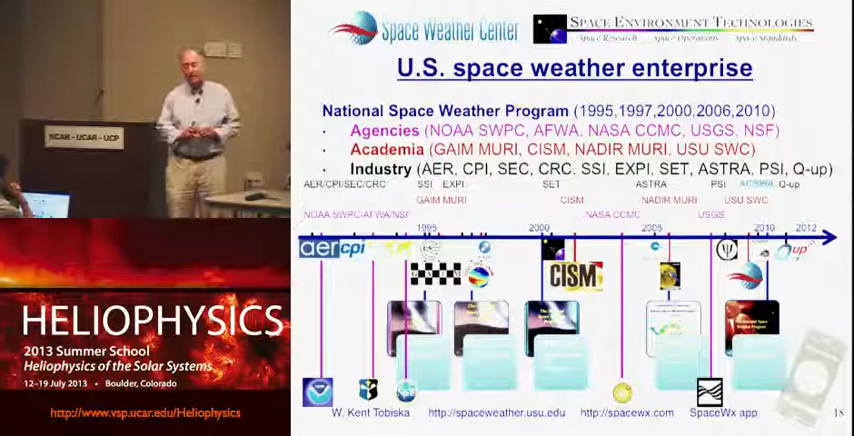 Space Weather Center
SPACE ENVIRONMENT TECHNOLOGIES
Space Research Space Operations Space Standards
U.S. space weather enterprise
National Space Weather Program (1995,1997,2000,2006,2010)
· Agencies (NOAA SWPC, AFWA, NASA CCMC, USGS, NSF)
· Academia (GAIM MURI, CISM, NADIR MURI, USU SWC)
· Industry (AER, CPI, SEC, CRC. SSI, EXPI, SET, ASTRA, PSI, Q-up)
AER/CPI/SEC/CRC SSI EXPI SET ASTRA PSI Q-up
GAIM MURI CISM NADIR MURI USU SWC
NOAA SWPC/AFWA/NSF NASA CCMC USGS
1995 2000 2005 2010 2012
aer cpi up
CISM
NCAR - UCAR - UCP
HELIOPHYSICS
2013 Summer School
Heliophysics of the Solar Systems
12–19 July 2013 • Boulder, Colorado
http://www.vsp.ucar.edu/Heliophysics
W. Kent Tobiska http://spaceweather.usu.edu http://spacewx.com SpaceWx app 18